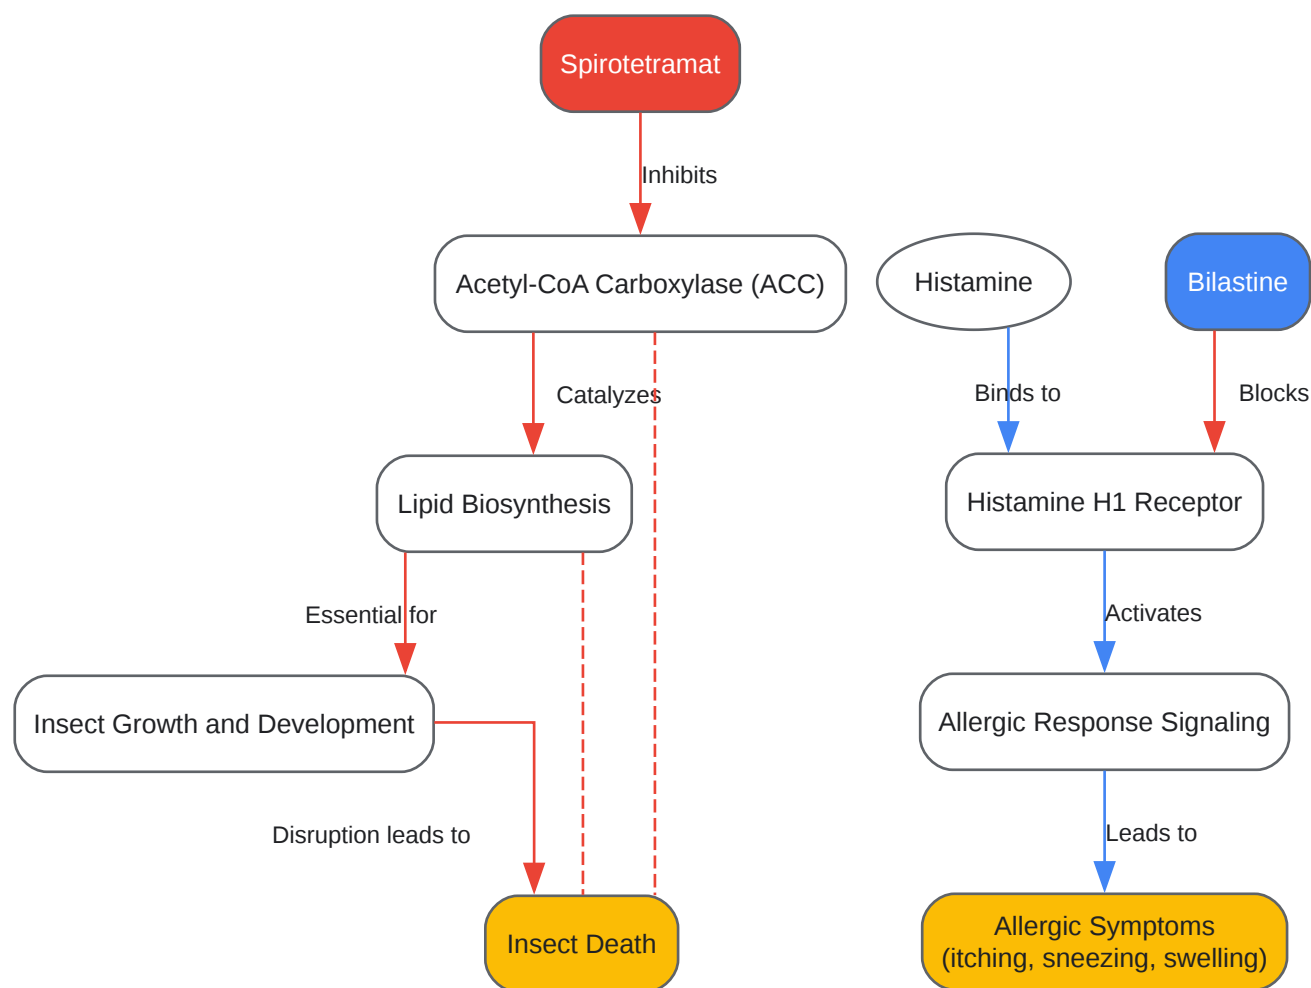 Spirotetramat
Inhibits
Acetyl-CoA Carboxylase (ACC)
Histamine
Bilastine
Catalyzes
Binds to
Blocks
Lipid Biosynthesis
Histamine H1 Receptor
Essential for
Activates
Insect Growth and Development
Allergic Response Signaling
Disruption leads to
Leads to
Insect Death
Allergic Symptoms
(itching, sneezing, swelling)